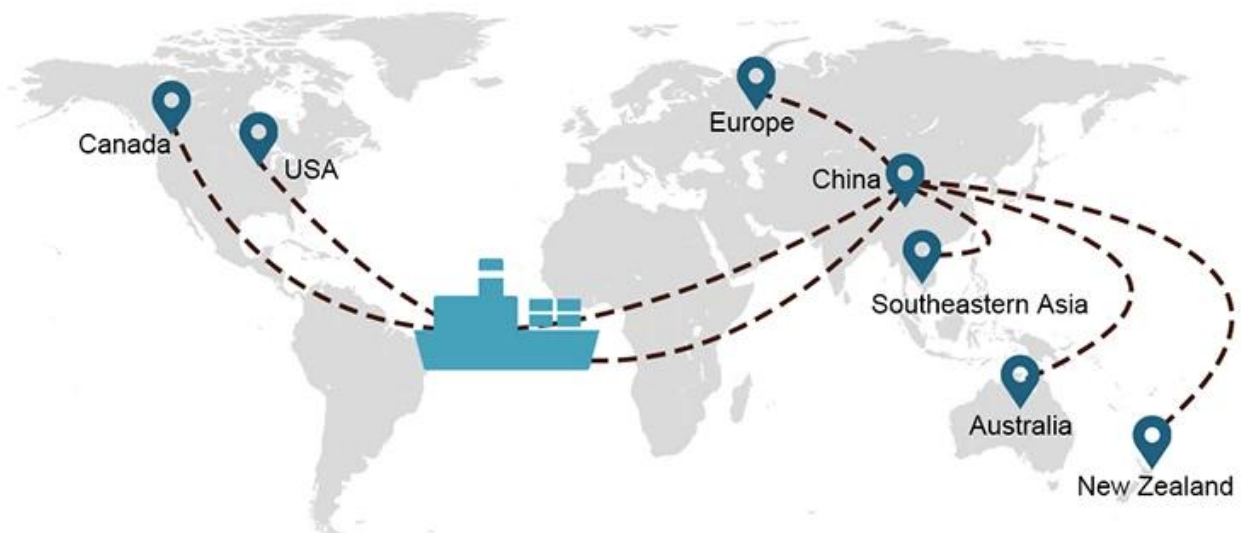 Canada
USA
Europe
China
Southeastern Asia
Australia
New Zealand